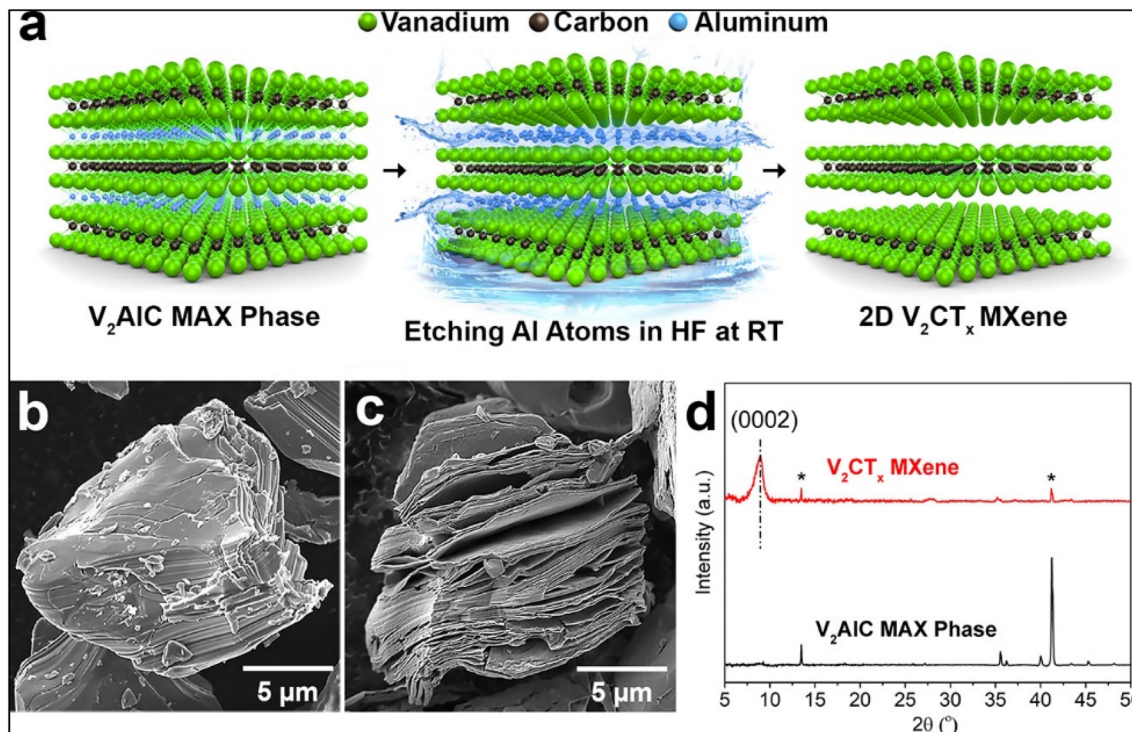 a
Vanadium Carbon Aluminum
V₂AlC MAX Phase
Etching Al Atoms in HF at RT
2D V₂CTₓ MXene
b
5 µm
c
5 µm
d
(0002)
V₂CTₓ MXene
* *
Intensity (a.u.)
V₂AlC MAX Phase
5 10 15 20 25 30 35 40 45 50
2θ (°)